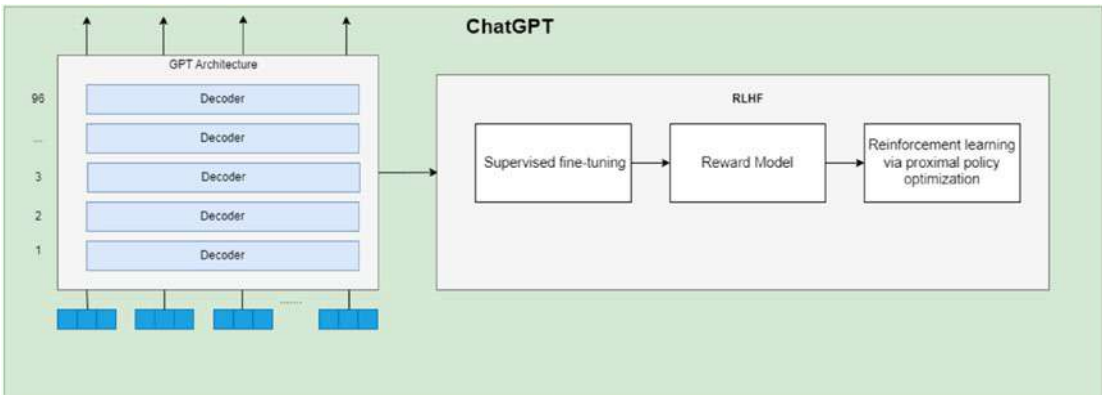 ChatGPT
GPT Architecture
96
Decoder
...
Decoder
3
Decoder
2
Decoder
1
Decoder
........
RLHF
Supervised fine-tuning
Reward Model
Reinforcement learning
via proximal policy
optimization